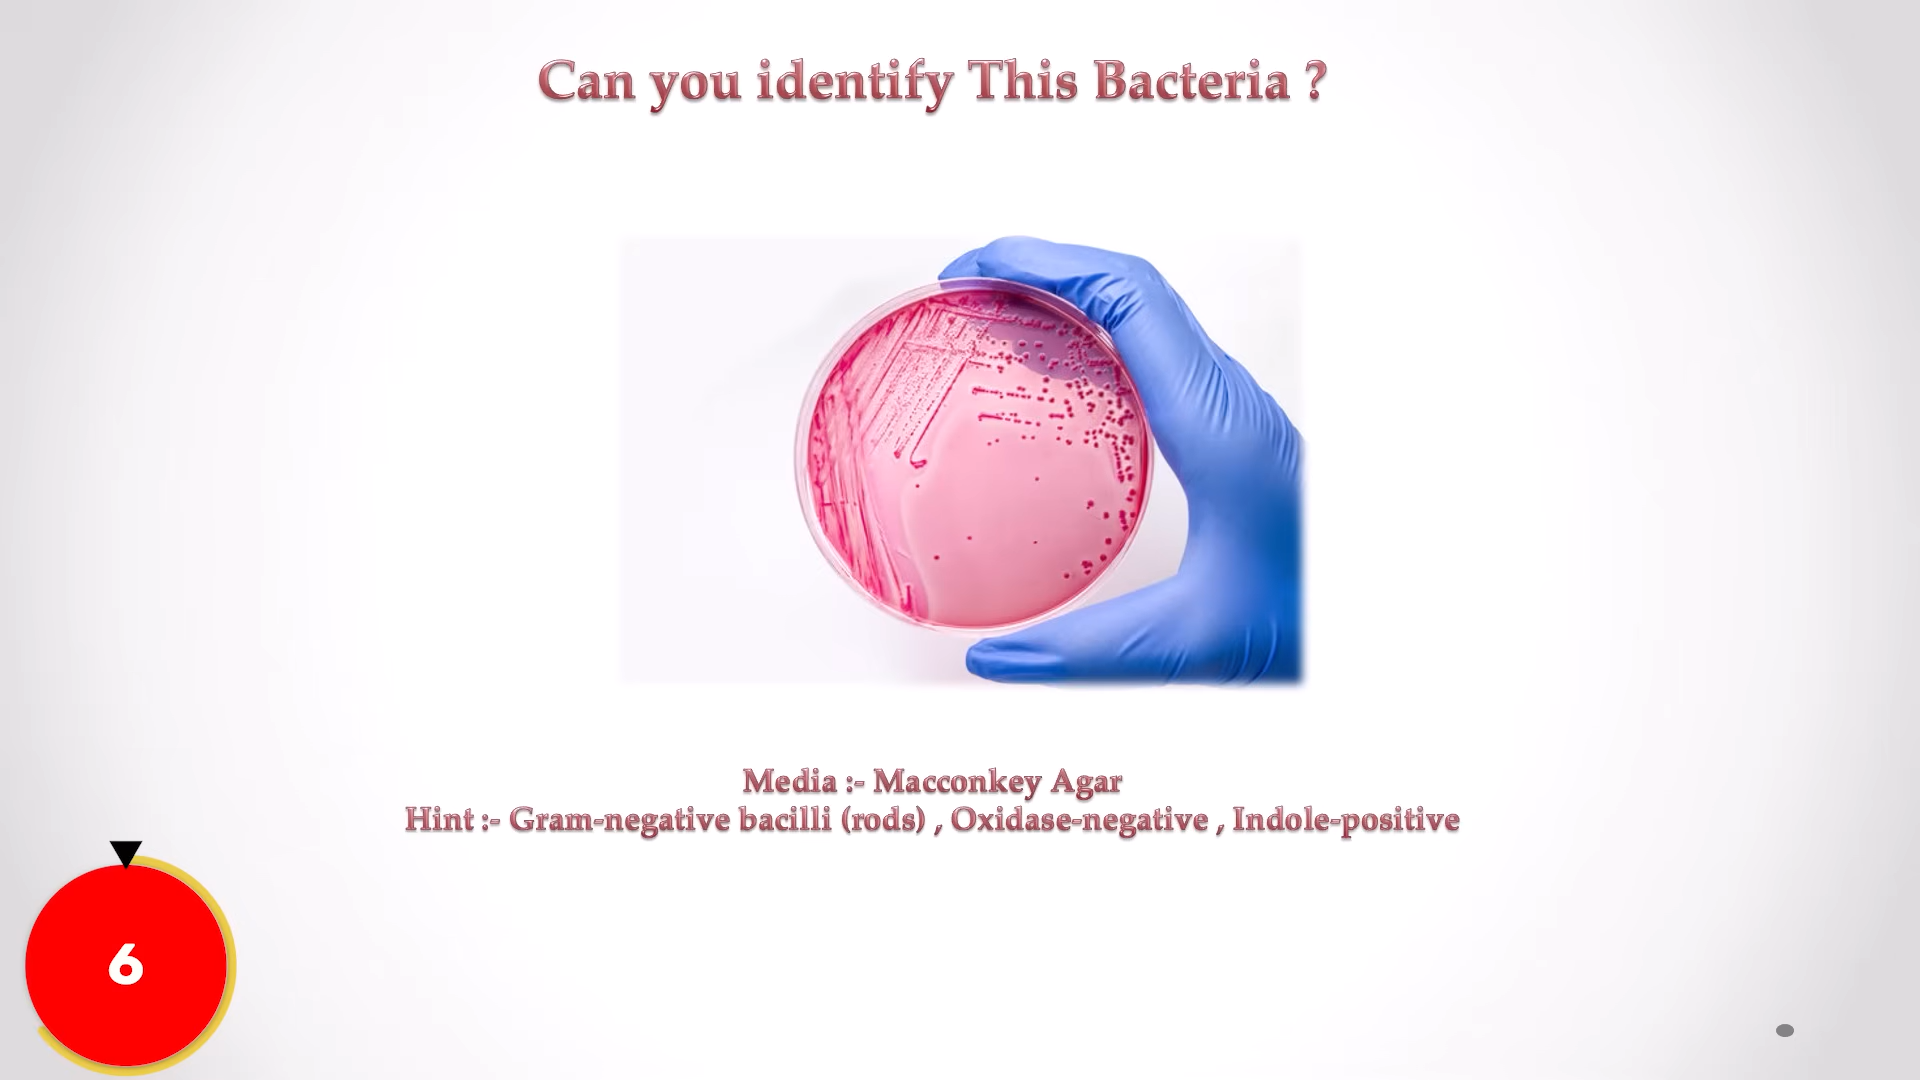 Can you identify This Bacteria ?
Media :- Macconkey Agar
Hint :- Gram-negative bacilli (rods) , Oxidase-negative , Indole-positive
6